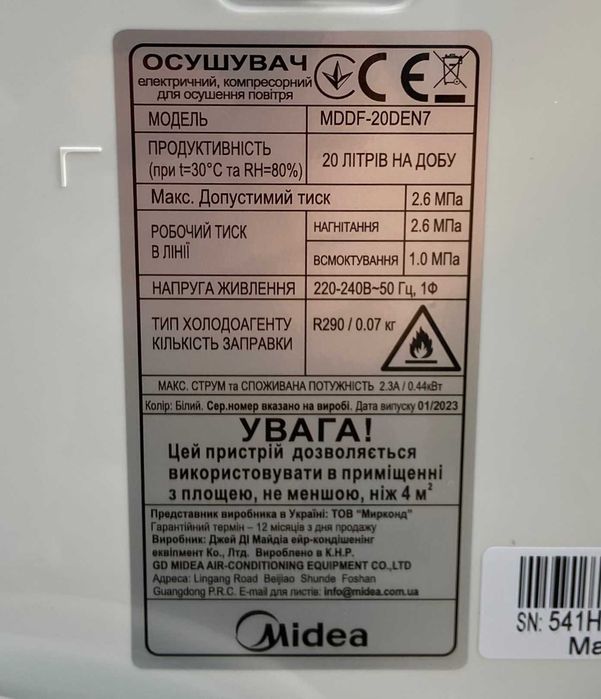 ОСУШУВАЧ
електричний, компресорний
для осушення повітря
CE
МОДЕЛЬ MDDF-20DEN7
ПРОДУКТИВНІСТЬ
(при t=30°C та RH=80%) 20 ЛІТРІВ НА ДОБУ
Макс. Допустимий тиск 2.6 МПа
РОБОЧИЙ ТИСК
В ЛІНІЇ
НАГНІТАННЯ 2.6 МПа
ВСМОКТУВАННЯ 1.0 МПа
НАПРУГА ЖИВЛЕННЯ 220-240В~50 Гц, 1Ф
ТИП ХОЛОДОАГЕНТУ
КІЛЬКІСТЬ ЗАПРАВКИ
R290 / 0.07 кг
МАКС. СТРУМ та СПОЖИВАНА ПОТУЖНІСТЬ 2.3А / 0.44кВт
Колір: Білий. Сер.номер вказано на виробі. Дата випуску 01/2023
УВАГА!
Цей пристрій дозволяється
використовувати в приміщенні
з площею, не меншою, ніж 4 м²
Представник виробника в Україні: ТОВ "Мирконд"
Гарантійний термін – 12 місяців з дня продажу
Виробник: Джей ДІ Майдіа ейр-кондішенінг
еквіпмент Ко., Лтд. Вироблено в К.Н.Р.
GD MIDEA AIR-CONDITIONING EQUIPMENT CO.,LTD
Адреса: Lingang Road Beijiao Shunde Foshan
Guangdong P.R.C. E-mail для листів: info@midea.com.ua
Midea
SN: 541H
Ma